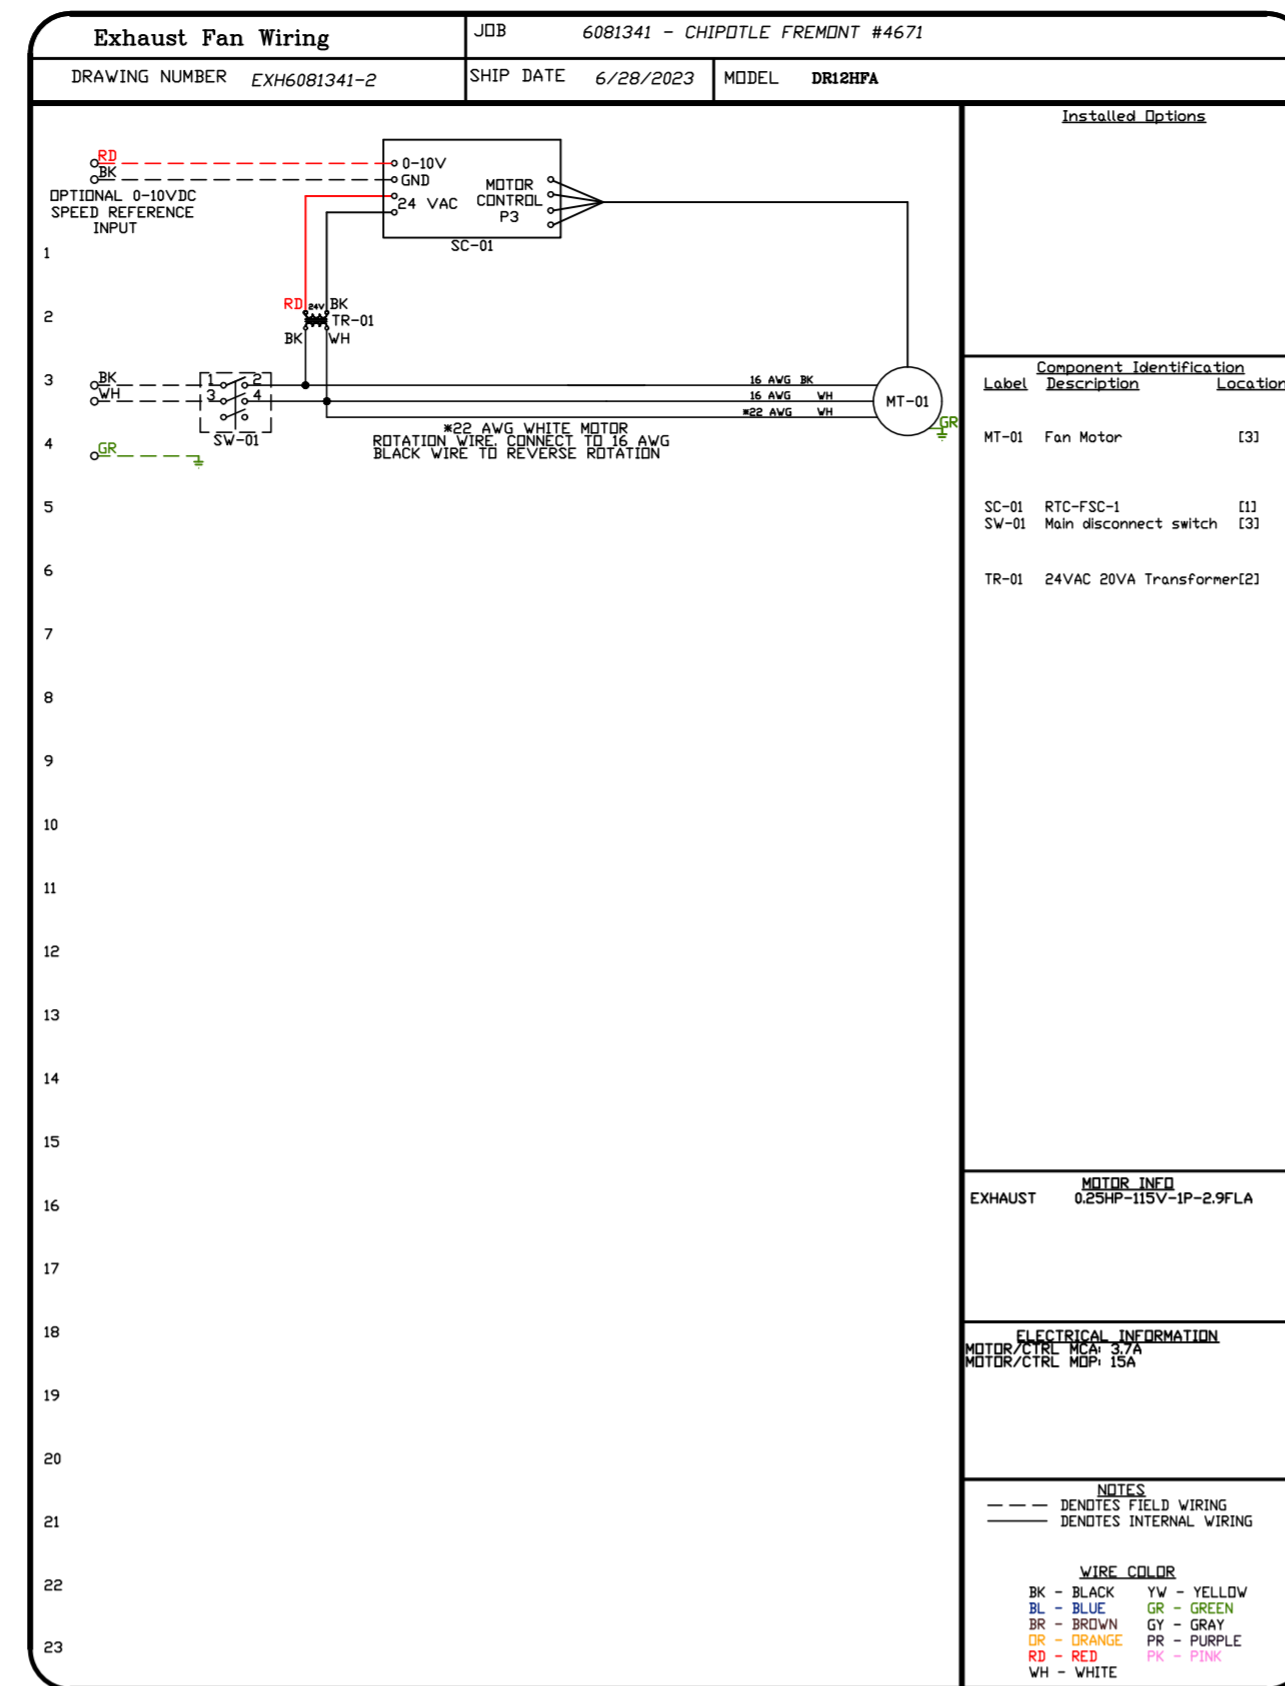 Exhaust Fan Wiring
JOB 6081341 - CHIPOTLE FREMONT #4671
DRAWING NUMBER EXH6081341-2
SHIP DATE 6/28/2023
MODEL DR12HFA
RD
BK
OPTIONAL 0-10VDC
SPEED REFERENCE
INPUT
0-10V
GND
24 VAC
MOTOR
CONTROL
P3
SC-01
RD 24V BK
TR-01
BK WH
BK
WH
1 2
3 4
SW-01
GR
16 AWG BK
16 AWG WH
*22 AWG WH
MT-01
GR
*22 AWG WHITE MOTOR
ROTATION WIRE. CONNECT TO 16 AWG
BLACK WIRE TO REVERSE ROTATION
1
2
3
4
5
6
7
8
9
10
11
12
13
14
15
16
17
18
19
20
21
22
23
Installed Options
Component Identification
Label Description Location
MT-01 Fan Motor [3]
SC-01 RTC-FSC-1 [1]
SW-01 Main disconnect switch [3]
TR-01 24VAC 20VA Transformer[2]
MOTOR INFO
EXHAUST 0.25HP-115V-1P-2.9FLA
ELECTRICAL INFORMATION
MOTOR/CTRL MCA: 3.7A
MOTOR/CTRL MOP: 15A
NOTES
DENOTES FIELD WIRING
DENOTES INTERNAL WIRING
WIRE COLOR
BK - BLACK YW - YELLOW
BL - BLUE GR - GREEN
BR - BROWN GY - GRAY
OR - ORANGE PR - PURPLE
RD - RED PK - PINK
WH - WHITE